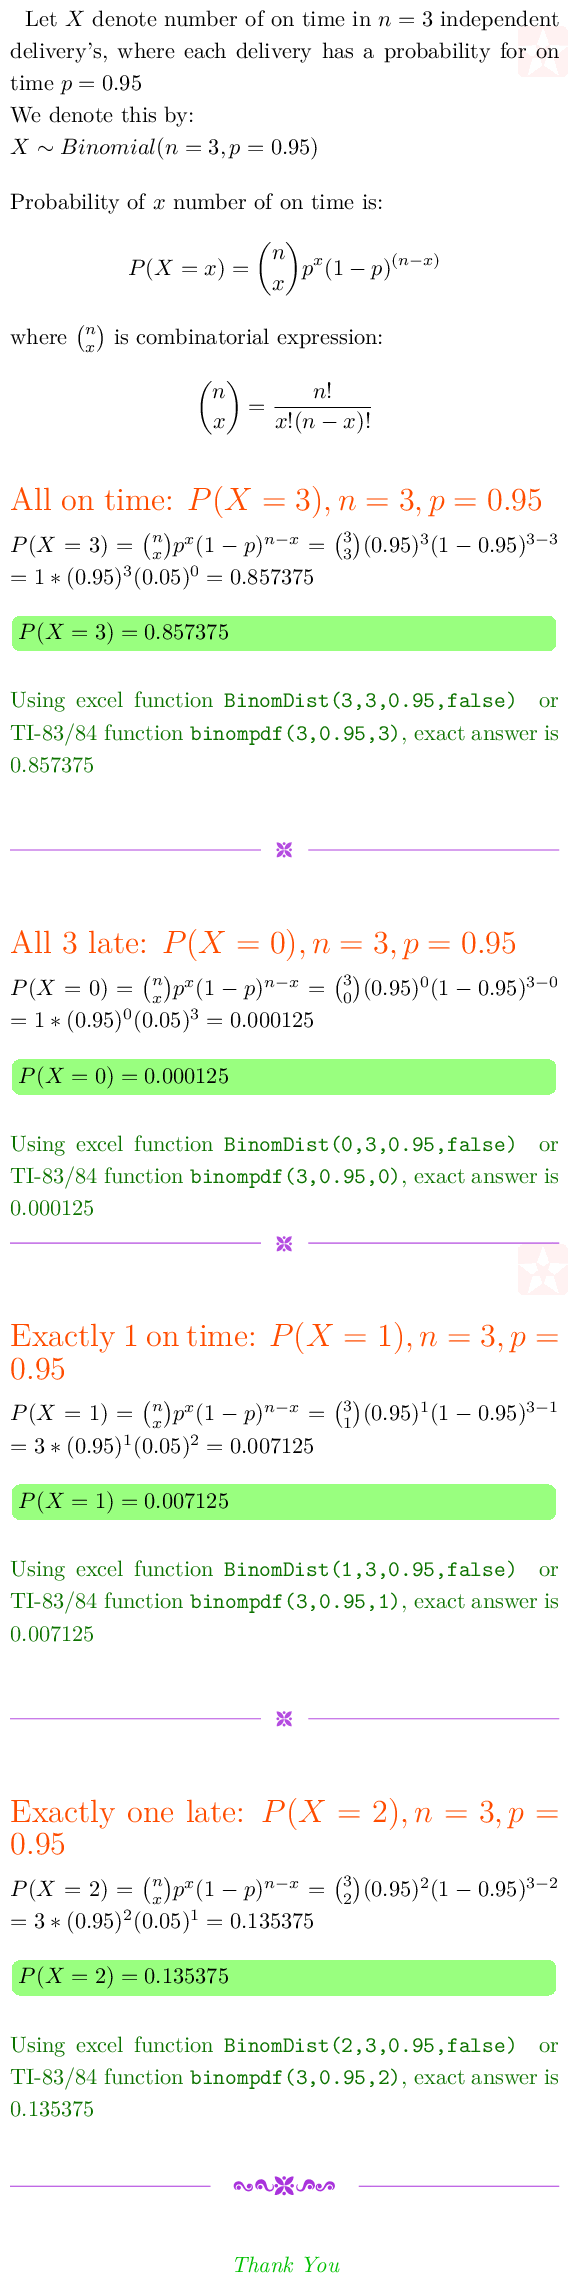 Let X denote number of on time in n = 3 independent
delivery's, where each delivery has a probability for on
time p = 0.95
We denote this by:
X ∼ Binomial(n = 3, p = 0.95)
Probability of x number of on time is:
P(X = x) = \binom{n}{x} p^x (1 − p)^{(n−x)}
where \binom{n}{x} is combinatorial expression:
\binom{n}{x} = \frac{n!}{x!(n − x)!}
All on time: P(X = 3), n = 3, p = 0.95
P(X = 3) = \binom{n}{x} p^x (1 − p)^{n−x} = \binom{3}{3} (0.95)^3 (1 − 0.95)^{3−3}
= 1 ∗ (0.95)^3 (0.05)^0 = 0.857375
P(X = 3) = 0.857375
Using excel function BinomDist(3,3,0.95,false) or
TI-83/84 function binompdf(3,0.95,3), exact answer is
0.857375
All 3 late: P(X = 0), n = 3, p = 0.95
P(X = 0) = \binom{n}{x} p^x (1 − p)^{n−x} = \binom{3}{0} (0.95)^0 (1 − 0.95)^{3−0}
= 1 ∗ (0.95)^0 (0.05)^3 = 0.000125
P(X = 0) = 0.000125
Using excel function BinomDist(0,3,0.95,false) or
TI-83/84 function binompdf(3,0.95,0), exact answer is
0.000125
Exactly 1 on time: P(X = 1), n = 3, p =
0.95
P(X = 1) = \binom{n}{x} p^x (1 − p)^{n−x} = \binom{3}{1} (0.95)^1 (1 − 0.95)^{3−1}
= 3 ∗ (0.95)^1 (0.05)^2 = 0.007125
P(X = 1) = 0.007125
Using excel function BinomDist(1,3,0.95,false) or
TI-83/84 function binompdf(3,0.95,1), exact answer is
0.007125
Exactly one late: P(X = 2), n = 3, p =
0.95
P(X = 2) = \binom{n}{x} p^x (1 − p)^{n−x} = \binom{3}{2} (0.95)^2 (1 − 0.95)^{3−2}
= 3 ∗ (0.95)^2 (0.05)^1 = 0.135375
P(X = 2) = 0.135375
Using excel function BinomDist(2,3,0.95,false) or
TI-83/84 function binompdf(3,0.95,2), exact answer is
0.135375
Thank You